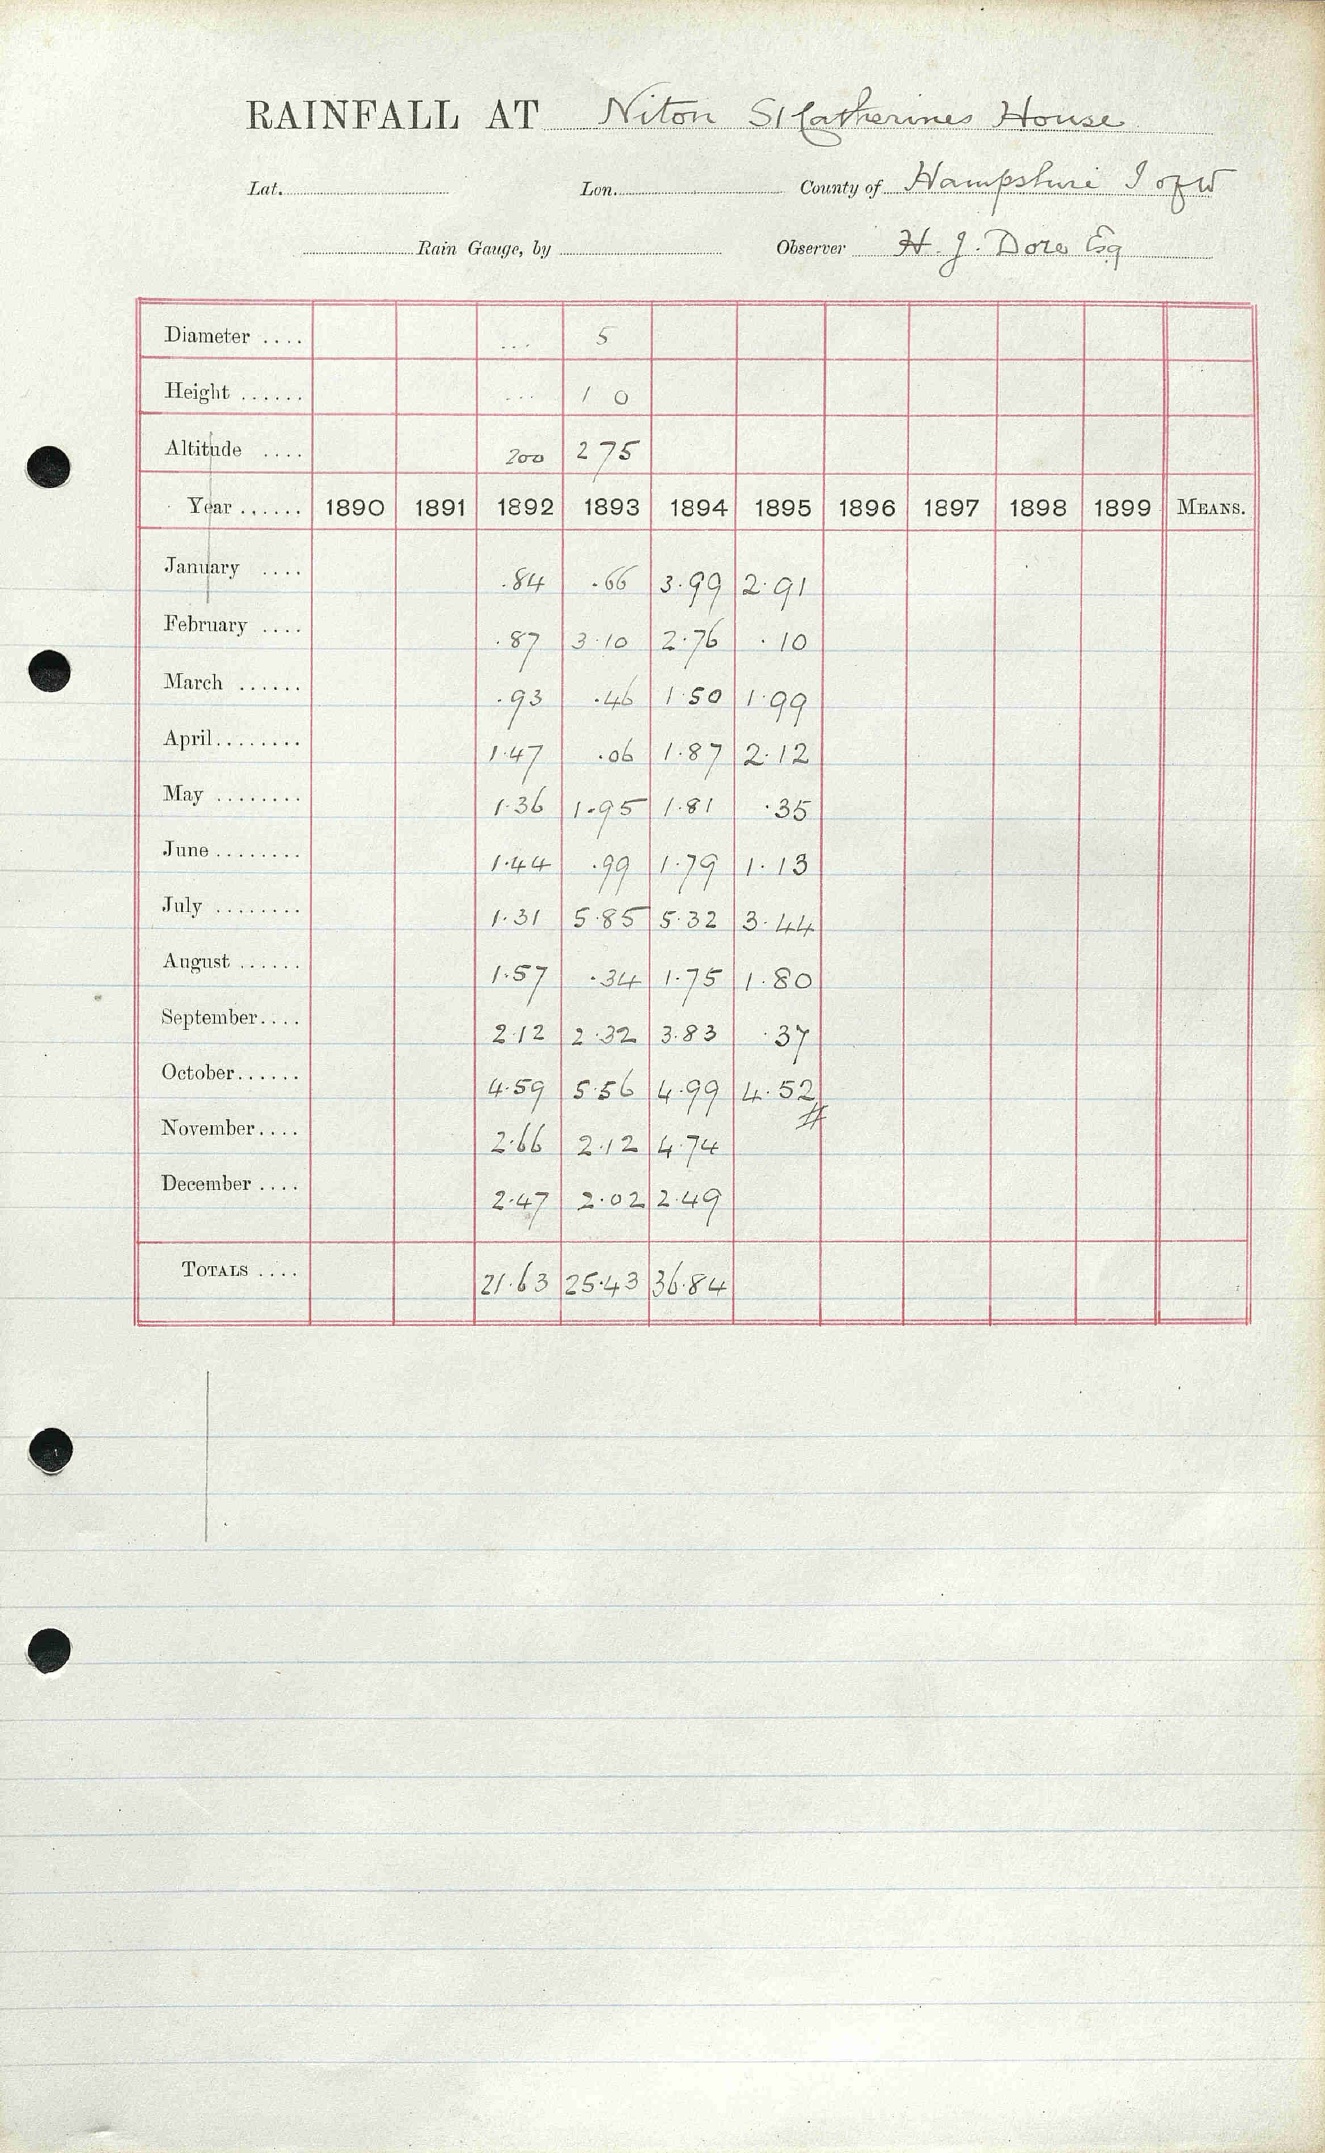 RAINFALL AT Niton St Catherines House
Lat. Lon. County of Hampshire I of W
Rain Gauge, by Observer H. J. Dore Esq
Diameter .... ... 5
Height ...... ... 1 0
Altitude .... 200 275
Year ...... 1890 1891 1892 1893 1894 1895 1896 1897 1898 1899 MEANS.
January .... .84 .66 3.99 2.91
February .... .87 3.10 2.76 .10
March ...... .93 .46 1.50 1.99
April........ 1.47 .06 1.87 2.12
May ........ 1.36 1.95 1.81 .35
June ........ 1.44 .99 1.79 1.13
July ........ 1.31 5.85 5.32 3.44
August ...... 1.57 .34 1.75 1.80
September.... 2.12 2.32 3.83 .37
October...... 4.59 5.56 4.99 4.52
November.... 2.66 2.12 4.74
December .... 2.47 2.02 2.49
TOTALS .... 21.63 25.43 36.84